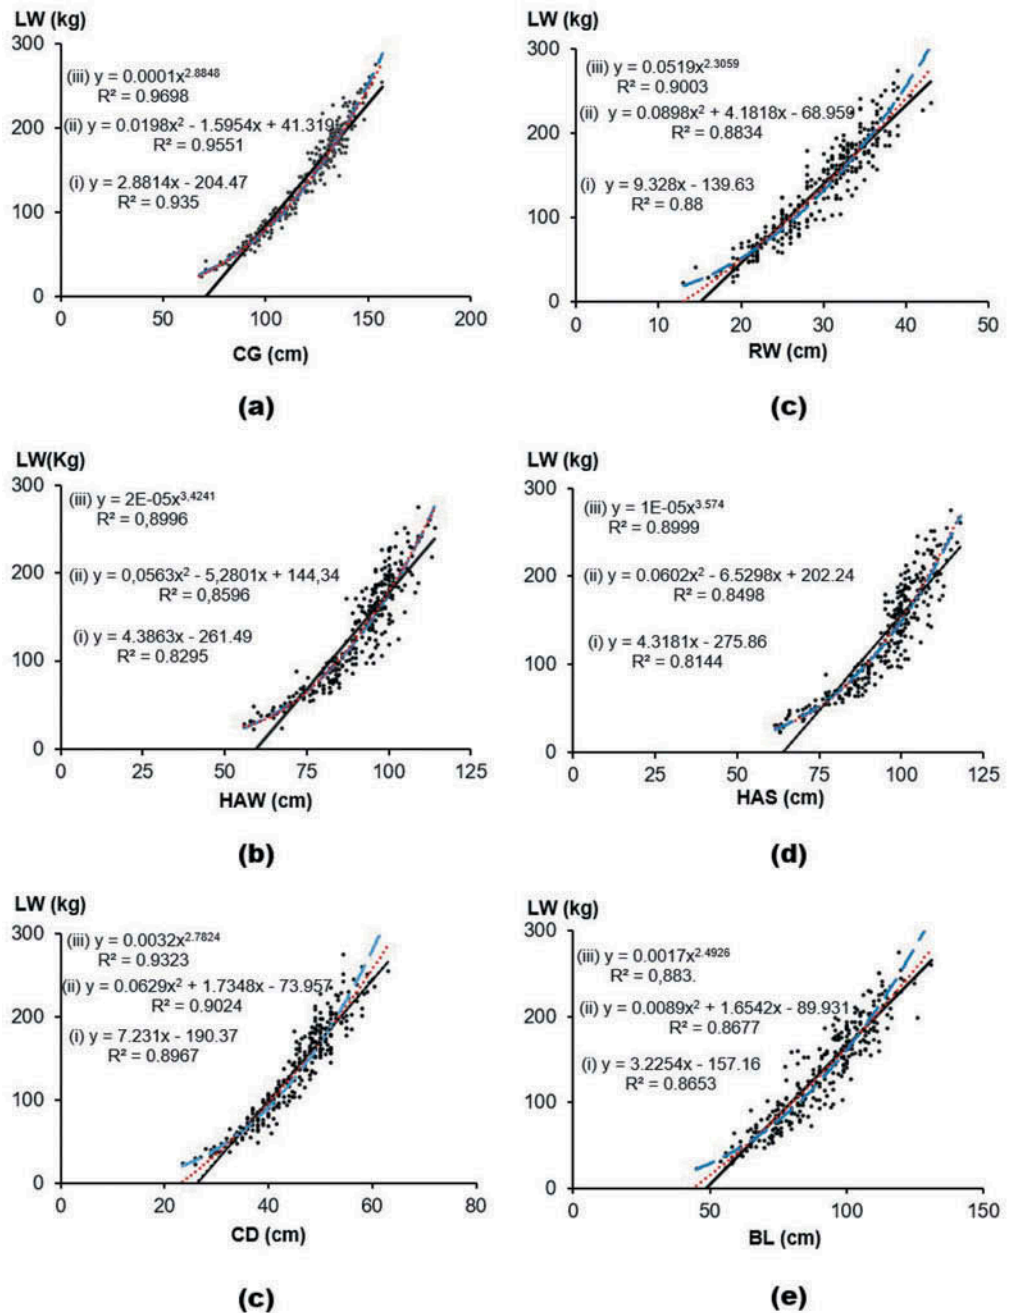 LW (kg)
300
(iii) y = 0.0001x^2.8848
R² = 0.9698
(ii) y = 0.0198x² - 1.5954x + 41.319
200
R² = 0.9551
(i) y = 2.8814x - 204.47
R² = 0.935
100
0
0 50 100 150 200
CG (cm)
(a)
LW (kg)
300
(iii) y = 0.0519x^2.3059
R² = 0.9003
(ii) y = 0.0898x² + 4.1818x - 68.959
200
R² = 0.8834
(i) y = 9.328x - 139.63
R² = 0.88
100
0
0 10 20 30 40 50
RW (cm)
(c)
LW(Kg)
300
(iii) y = 2E-05x^3.4241
R² = 0,8996
200
(ii) y = 0,0563x² - 5,2801x + 144,34
R² = 0,8596
(i) y = 4.3863x - 261.49
R² = 0.8295
100
0
0 25 50 75 100 125
HAW (cm)
(b)
LW (kg)
300
(iii) y = 1E-05x^3.574
R² = 0.8999
200
(ii) y = 0.0602x² - 6.5298x + 202.24
R² = 0.8498
(i) y = 4.3181x - 275.86
R² = 0.8144
100
0
0 25 50 75 100 125
HAS (cm)
(d)
LW (kg)
300
(iii) y = 0.0032x^2.7824
R² = 0.9323
(ii) y = 0.0629x² + 1.7348x - 73.957
200
R² = 0.9024
(i) y = 7.231x - 190.37
R² = 0.8967
100
0
0 20 40 60 80
CD (cm)
(c)
LW (kg)
300
(iii) y = 0.0017x^2.4926
R² = 0,883.
(ii) y = 0.0089x² + 1.6542x - 89.931
200
R² = 0.8677
(i) y = 3.2254x - 157.16
R² = 0.8653
100
0
0 50 100 150
BL (cm)
(e)